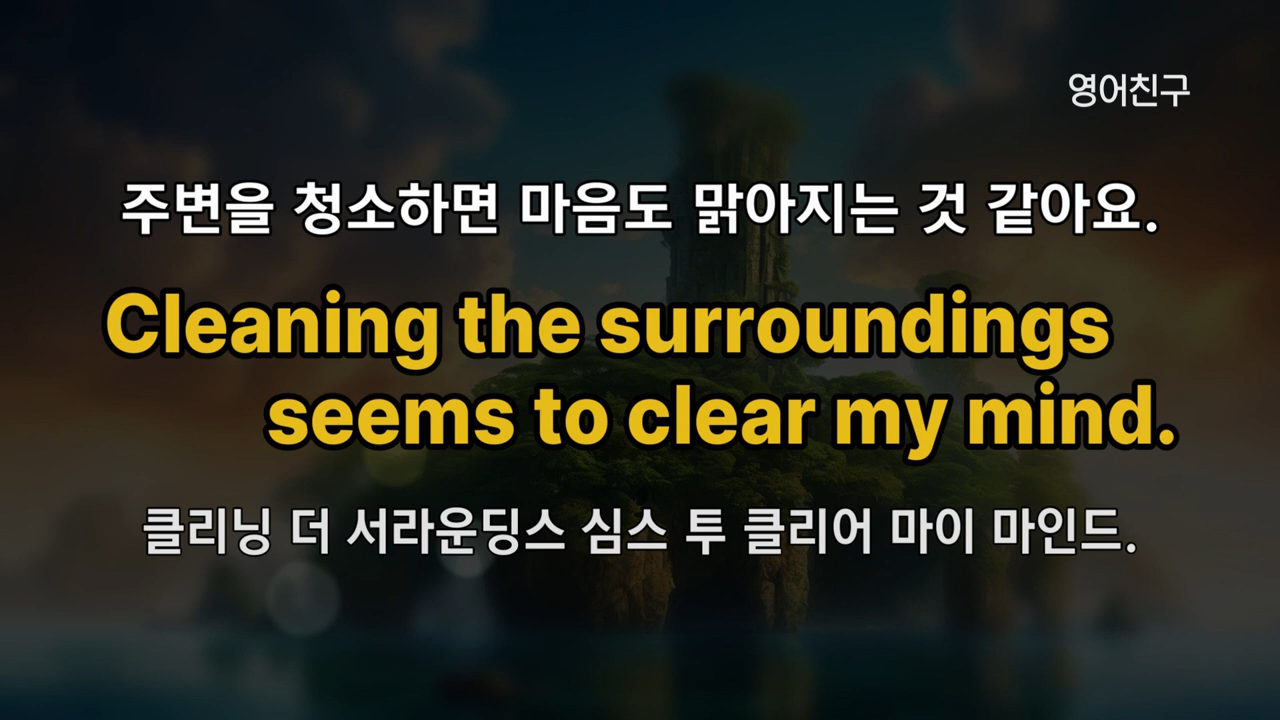 영어친구
주변을 청소하면 마음도 맑아지는 것 같아요.
Cleaning the surroundings
seems to clear my mind.
클리닝 더 서라운딩스 심스 투 클리어 마이 마인드.